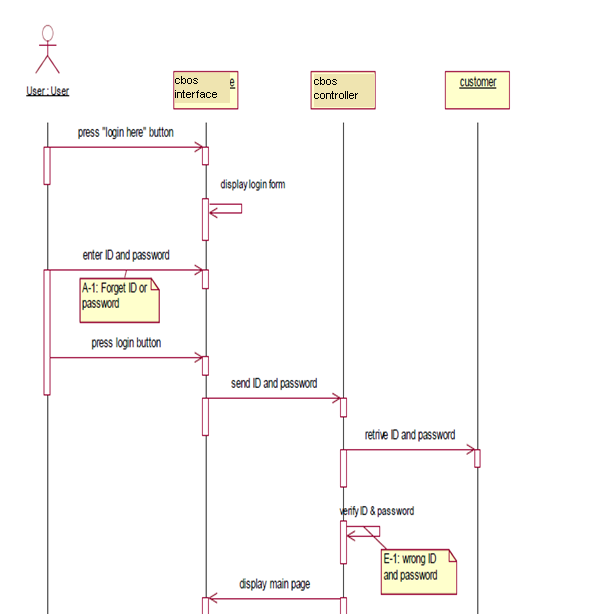 User : User
cbos
interface
e
cbos
controller
customer
press "login here" button
display login form
enter ID and password
A-1: Forget ID or
password
press login button
send ID and password
retrive ID and password
verify ID & password
E-1: wrong ID
and password
display main page